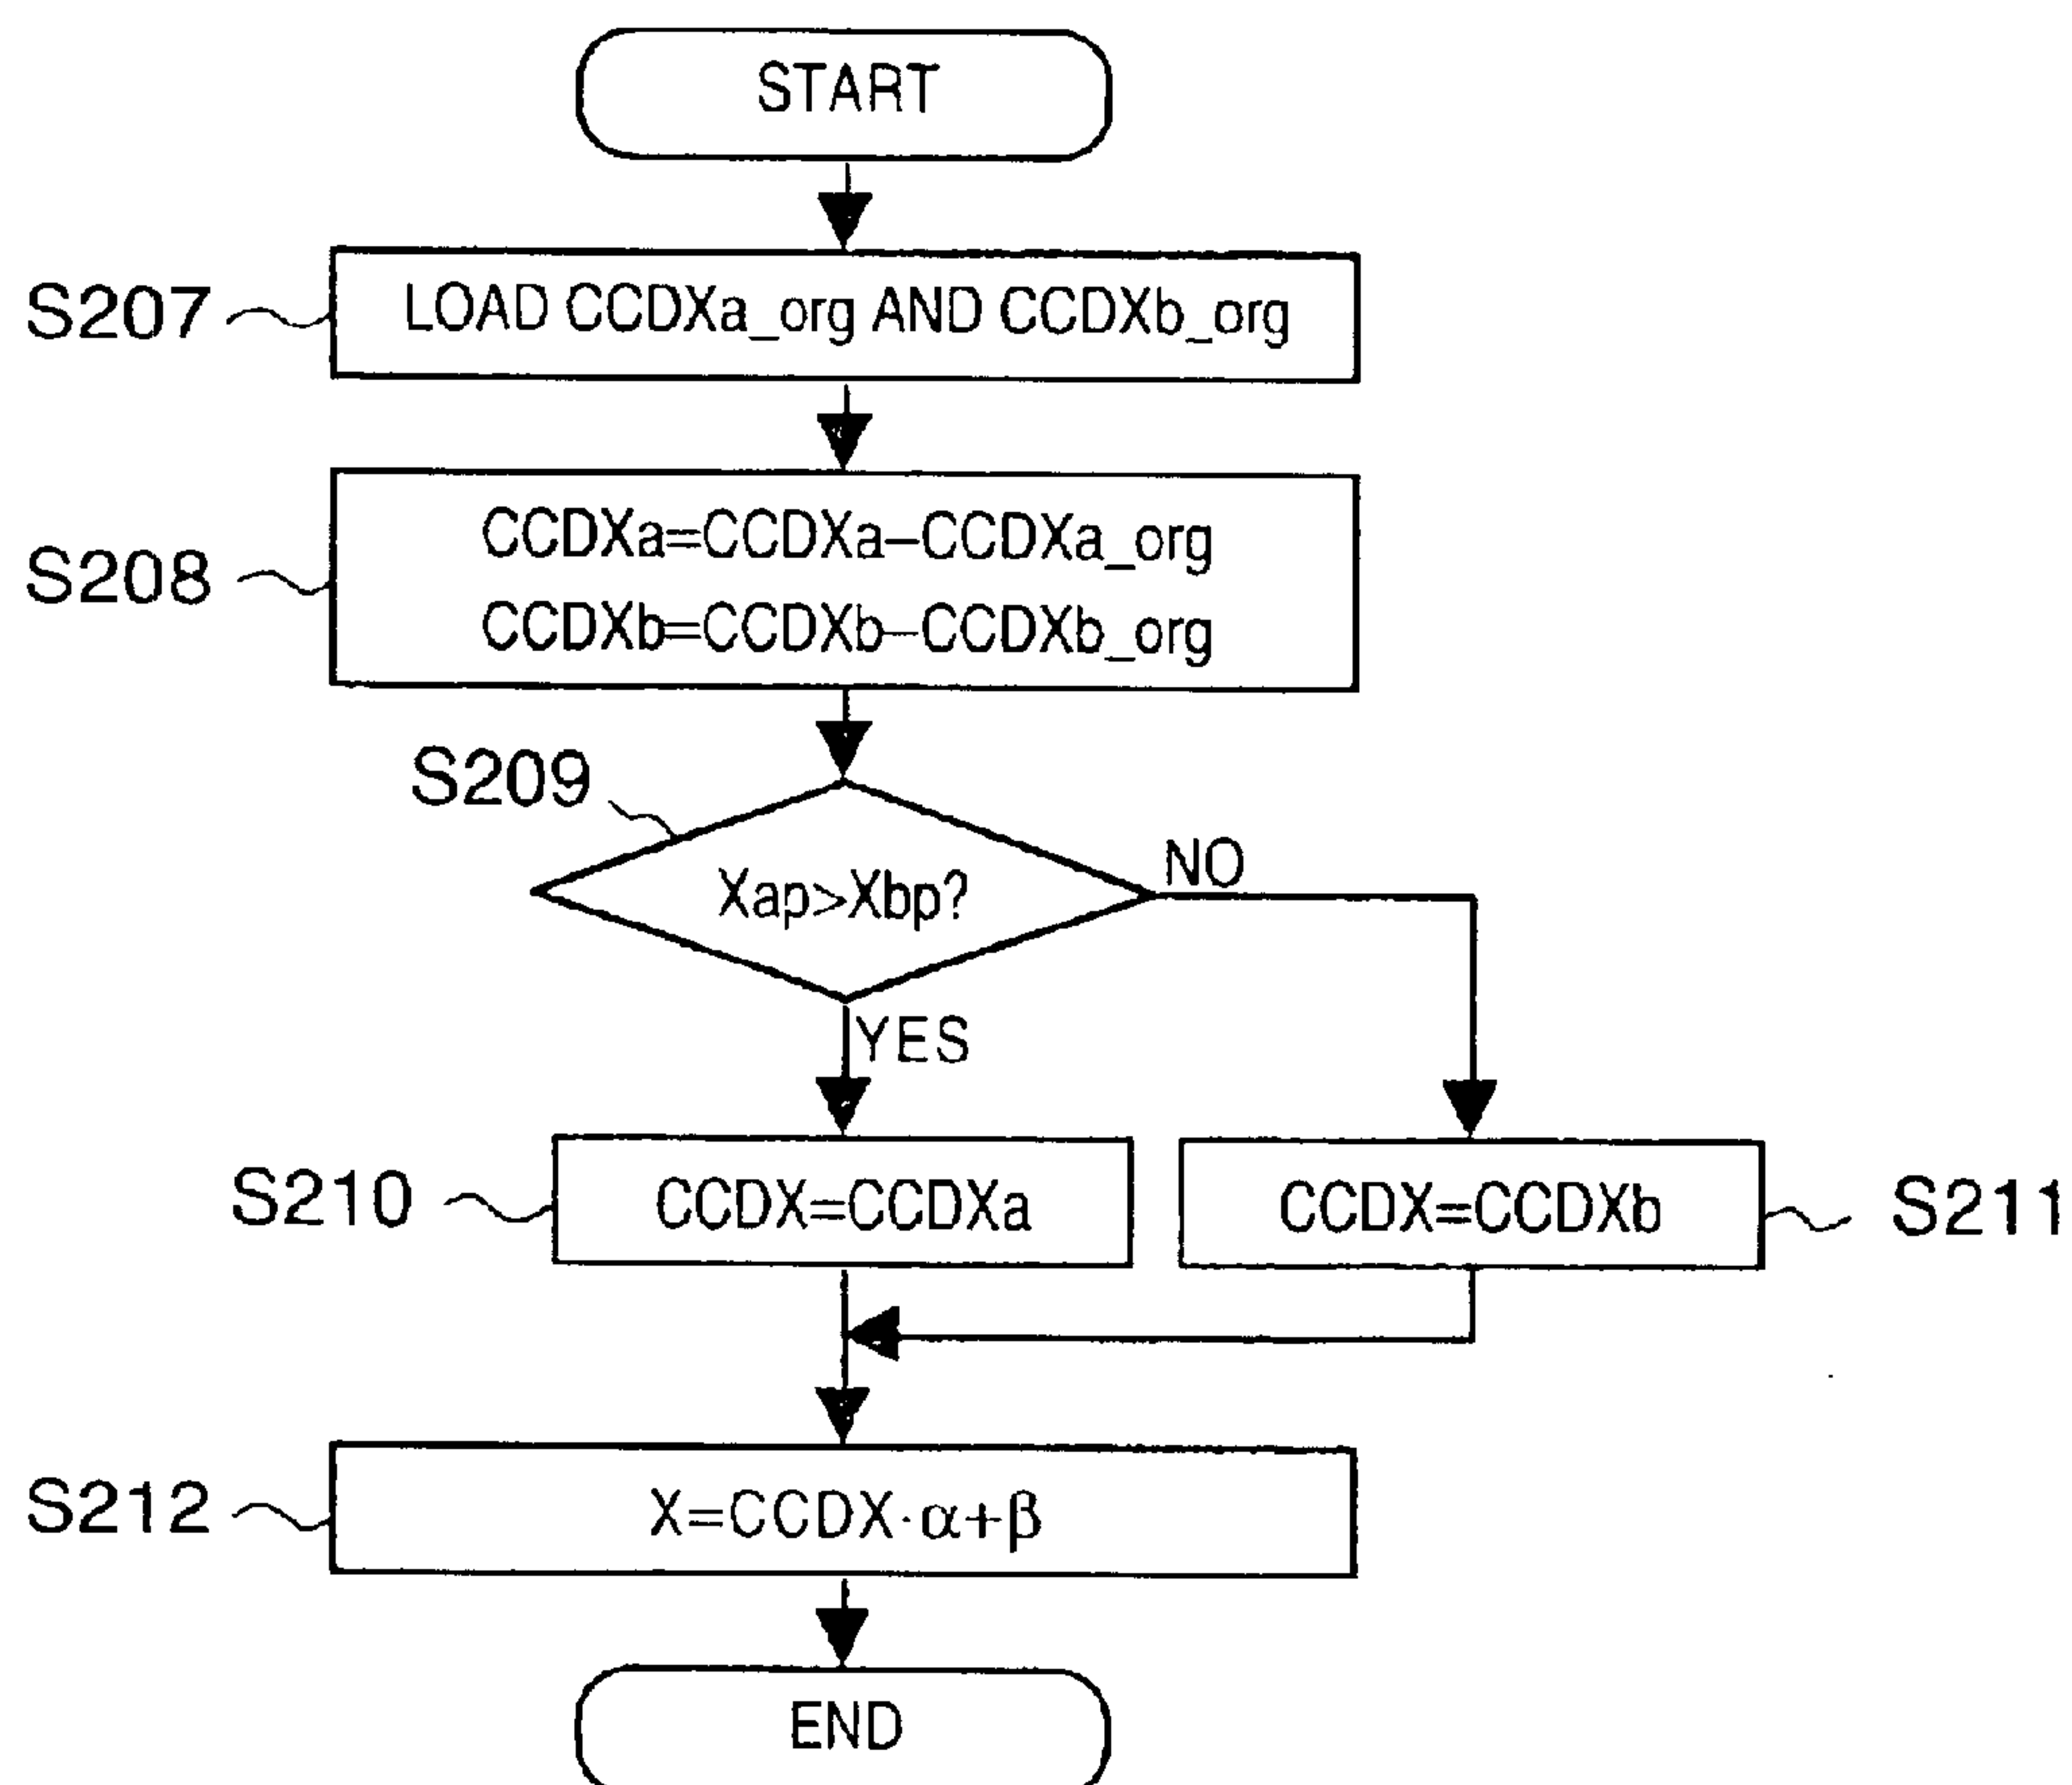 START
S207
LOAD CCDXa_org AND CCDXb_org
S208
CCDXa=CCDXa−CCDXa_org
CCDXb=CCDXb−CCDXb_org
S209
Xap>Xbp?
NO
YES
S210
CCDX=CCDXa
CCDX=CCDXb
S211
S212
X=CCDX·α+β
END